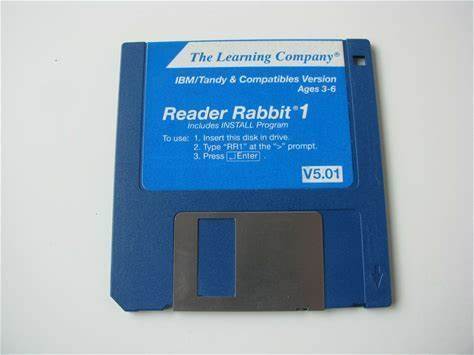 The Learning Company®
IBM/Tandy & Compatibles Version
Ages 3-6
Reader Rabbit® 1
Includes INSTALL Program
To use: 1. Insert this disk in drive.
2. Type "RR1" at the ">" prompt.
3. Press ↵Enter.
V5.01